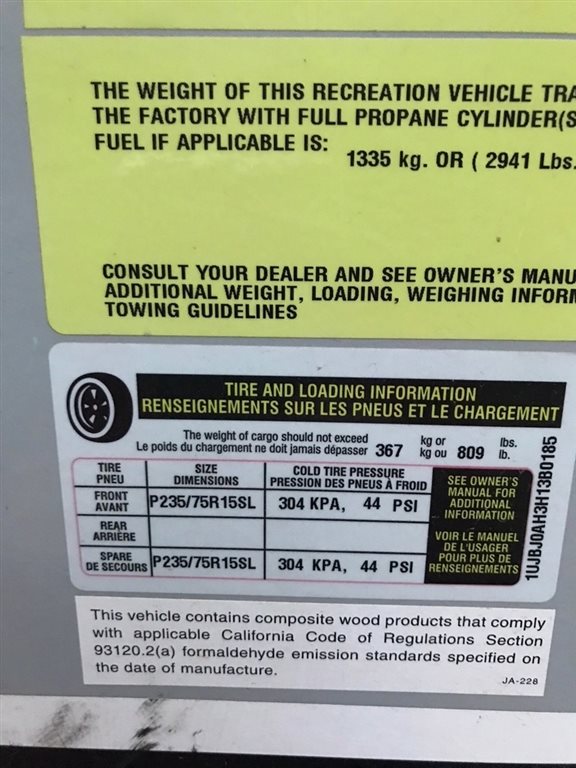 THE WEIGHT OF THIS RECREATION VEHICLE
THE FACTORY WITH FULL PROPANE
FUEL IF APPLICABLE IS:
1335 kg. OR ( 2941 Lbs.
CONSULT YOUR DEALER AND SEE OWNER'S
ADDITIONAL WEIGHT, LOADING, WEIGHING
TOWING GUIDELINES
TIRE AND LOADING INFORMATION
RENSEIGNEMENTS SUR LES PNEUS ET LE CHARGEMENT
The weight of cargo should not exceed kg or lbs.
Le poids du chargement ne doit jamais dépasser 367 kg ou 809 lb.
TIRE SIZE COLD TIRE PRESSURE
PNEU DIMENSIONS PRESSION DES PNEUS À FROID
FRONT
AVANT P235/75R15SL 304 KPA, 44 PSI
REAR
ARRIÈRE
SPARE
DE SECOURS P235/75R15SL 304 KPA, 44 PSI
SEE OWNER'S
MANUAL FOR
ADDITIONAL
INFORMATION
VOIR LE MANUEL
DE L'USAGER
POUR PLUS DE
RENSEIGNEMENTS
1UJBJ0AH3H13B0185
This vehicle contains composite wood products that comply
with applicable California Code of Regulations Section
93120.2(a) formaldehyde emission standards specified on
the date of manufacture.
JA-228